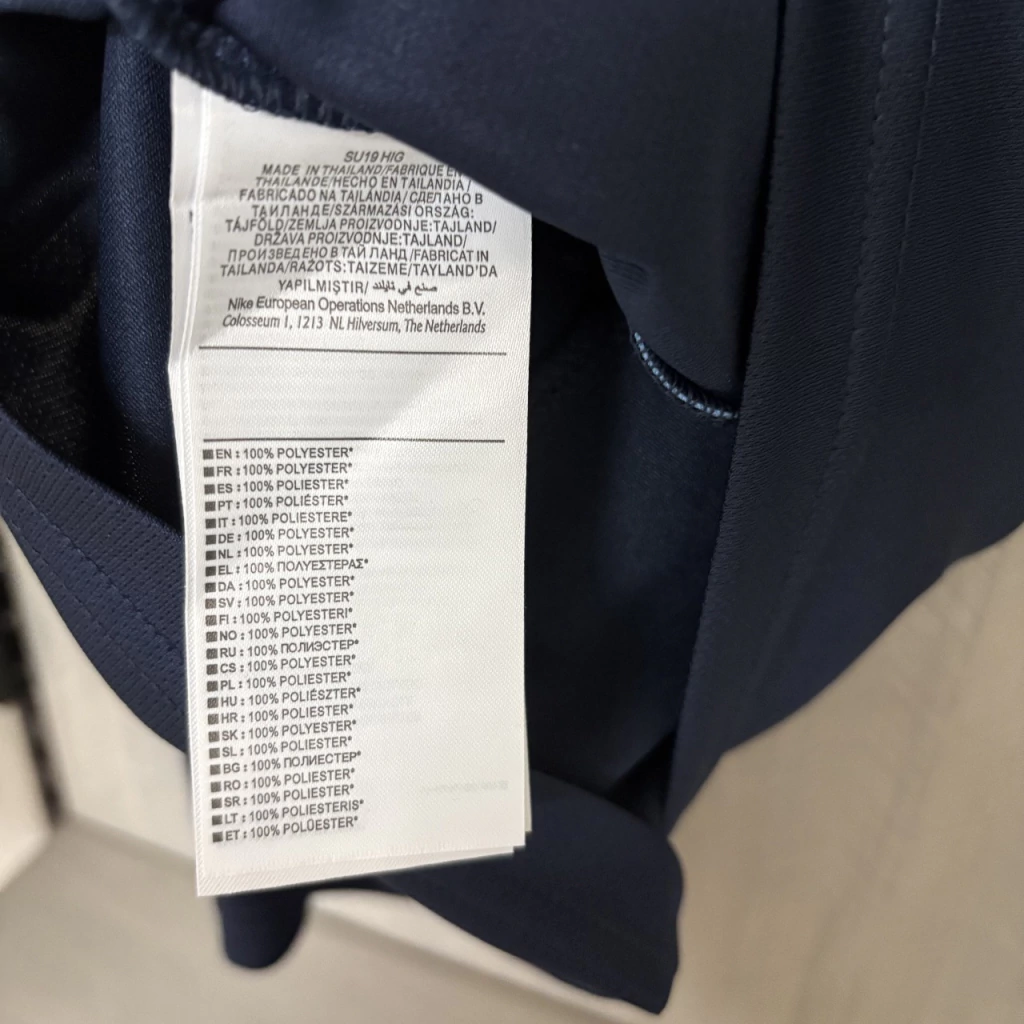 SU19 HIG
MADE IN THAILAND/FABRIQUE EN
THAILANDE/HECHO EN TAILANDIA/
FABRICADO NA TAILÂNDIA/СДЕЛАНО В
ТАИЛАНДЕ/SZÁRMAZÁSI ORSZÁG:
TÁJFÖLD/ZEMLJA PROIZVODNJE:TAJLAND/
DRŽAVA PROIZVODNJE:TAJLAND/
ПРОИЗВЕДЕНО В ТАЙЛАНД/FABRICAT IN
TAILANDA/RAŽOTS:TAIZEME/TAYLAND'DA
YAPILMIŞTIR/ صنع في تايلند
Nike European Operations Netherlands B.V.
Colosseum 1, 1213 NL Hilversum, The Netherlands
EN : 100% POLYESTER*
FR : 100% POLYESTER*
ES : 100% POLIESTER*
PT : 100% POLIÉSTER*
IT : 100% POLIESTERE*
DE : 100% POLYESTER*
NL : 100% POLYESTER*
EL : 100% ΠΟΛΥΕΣΤΕΡΑΣ*
DA : 100% POLYESTER*
SV : 100% POLYESTER*
FI : 100% POLYESTERI*
NO : 100% POLYESTER*
RU : 100% ПОЛИЭСТЕР*
CS : 100% POLYESTER*
PL : 100% POLIESTER*
HU : 100% POLIÉSZTER*
HR : 100% POLIESTER*
SK : 100% POLYESTER*
SL : 100% POLIESTER*
BG : 100% ПОЛИЕСТЕР*
RO : 100% POLIESTER*
SR : 100% POLIESTER*
LT : 100% POLIESTERIS*
ET : 100% POLÜESTER*